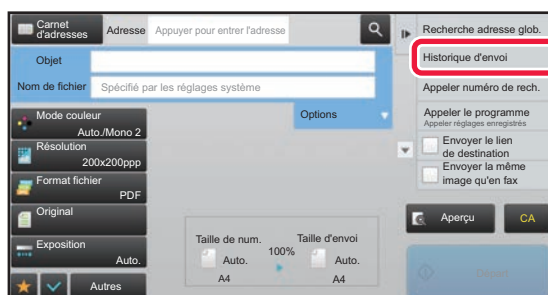 Carnet
d'adresses
Adresse
Appuyer pour entrer l'adresse
Objet
Nom de fichier
Spécifié par les réglages système
Options
Mode couleur
Auto./Mono 2
Résolution
200x200ppp
Format fichier
PDF
Original
Exposition
Auto.
Autres
Taille de num.
Auto.
A4
100%
Taille d'envoi
Auto.
A4
Recherche adresse glob.
Historique d'envoi
Appeler numéro de rech.
Appeler le programme
Appeler réglages enregistrés
Envoyer le lien
de destination
Envoyer la même
image qu'en fax
Aperçu
CA
Départ